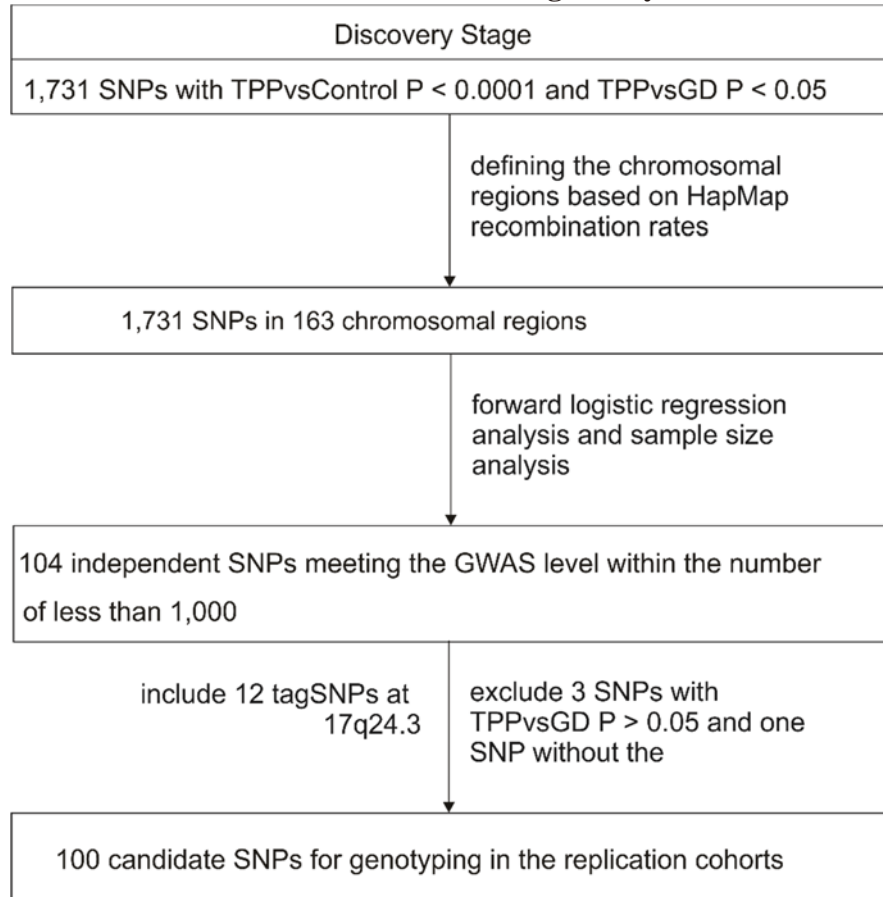 Discovery Stage
1,731 SNPs with TPPvsControl P < 0.0001 and TPPvsGD P < 0.05
defining the chromosomal
regions based on HapMap
recombination rates
1,731 SNPs in 163 chromosomal regions
forward logistic regression
analysis and sample size
analysis
104 independent SNPs meeting the GWAS level within the number
of less than 1,000
include 12 tagSNPs at
17q24.3
exclude 3 SNPs with
TPPvsGD P > 0.05 and one
SNP without the
100 candidate SNPs for genotyping in the replication cohorts